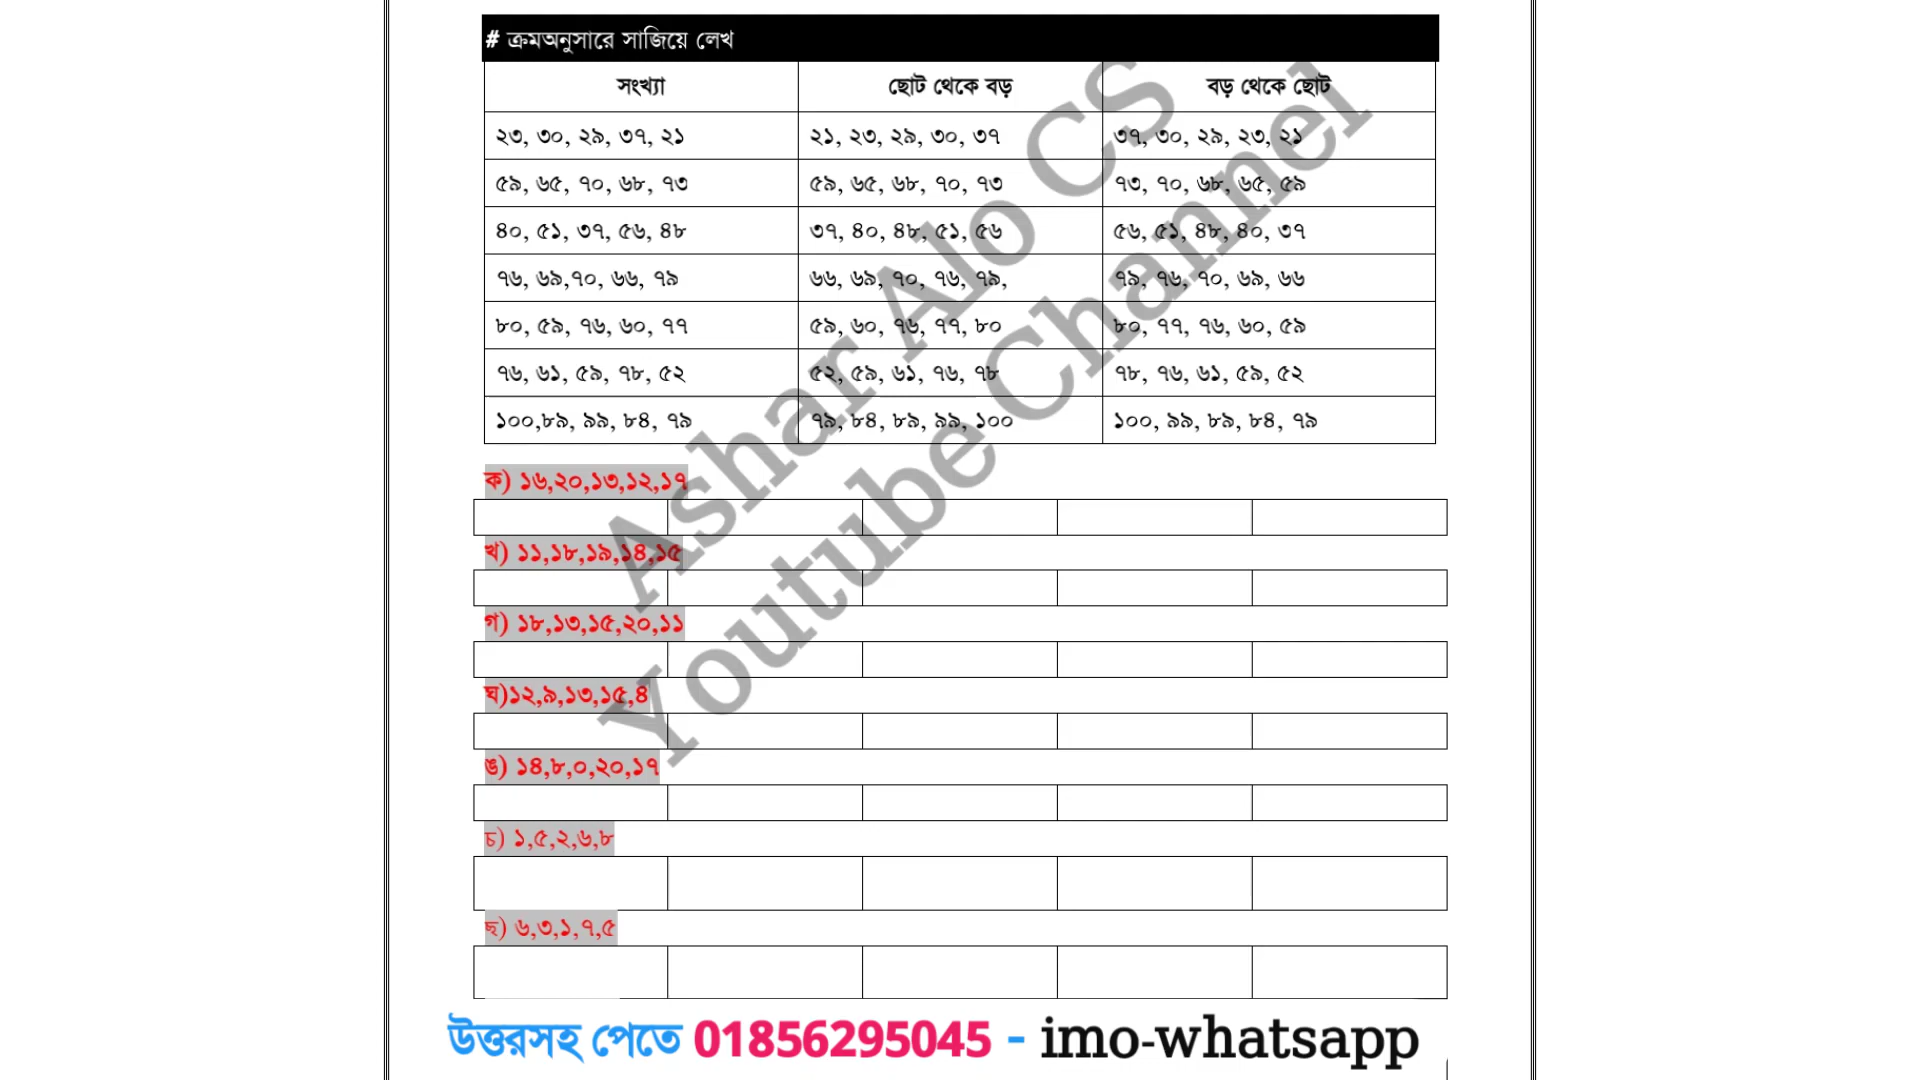 # ক্রমঅনুসারে সাজিয়ে লেখ
সংখ্যা ছোট থেকে বড় বড় থেকে ছোট
২৩, ৩০, ২৯, ৩৭, ২১ ২১, ২৩, ২৯, ৩০, ৩৭ ৩৭, ৩০, ২৯, ২৩, ২১
৫৯, ৬৫, ৭০, ৬৮, ৭৩ ৫৯, ৬৫, ৬৮, ৭০, ৭৩ ৭৩, ৭০, ৬৮, ৬৫, ৫৯
৪০, ৫১, ৩৭, ৫৬, ৪৮ ৩৭, ৪০, ৪৮, ৫১, ৫৬ ৫৬, ৫১, ৪৮, ৪০, ৩৭
৭৬, ৬৯,৭০, ৬৬, ৭৯ ৬৬, ৬৯, ৭০, ৭৬, ৭৯, ৭৯, ৭৬, ৭০, ৬৯, ৬৬
৮০, ৫৯, ৭৬, ৬০, ৭৭ ৫৯, ৬০, ৭৬, ৭৭, ৮০ ৮০, ৭৭, ৭৬, ৬০, ৫৯
৭৬, ৬১, ৫৯, ৭৮, ৫২ ৫২, ৫৯, ৬১, ৭৬, ৭৮ ৭৮, ৭৬, ৬১, ৫৯, ৫২
১০০,৮৯, ৯৯, ৮৪, ৭৯ ৭৯, ৮৪, ৮৯, ৯৯, ১০০ ১০০, ৯৯, ৮৯, ৮৪, ৭৯
ক) ১৬,২০,১৩,১২,১৭
খ) ১১,১৮,১৯,১৪,১৫
গ) ১৮,১৩,১৫,২০,১১
ঘ)১২,৯,১৩,১৫,৪
ঙ) ১৪,৮,০,২০,১৭
চ) ১,৫,২,৬,৮
ছ) ৬,৩,১,৭,৫
Ashar Alo CS
Youtube Channel
উত্তরসহ পেতে 01856295045 - imo-whatsapp